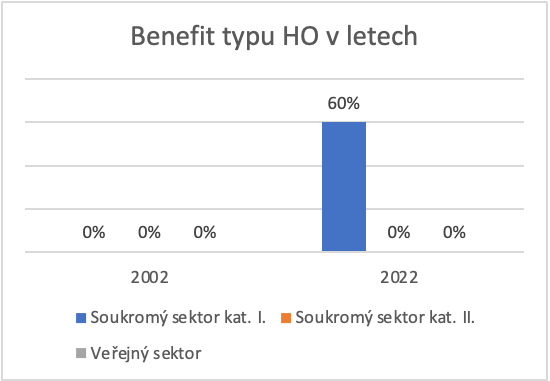 Benefit typu HO v letech
60%
0% 0% 0% 0% 0%
2002 2022
Soukromý sektor kat. I. Soukromý sektor kat. II.
Veřejný sektor